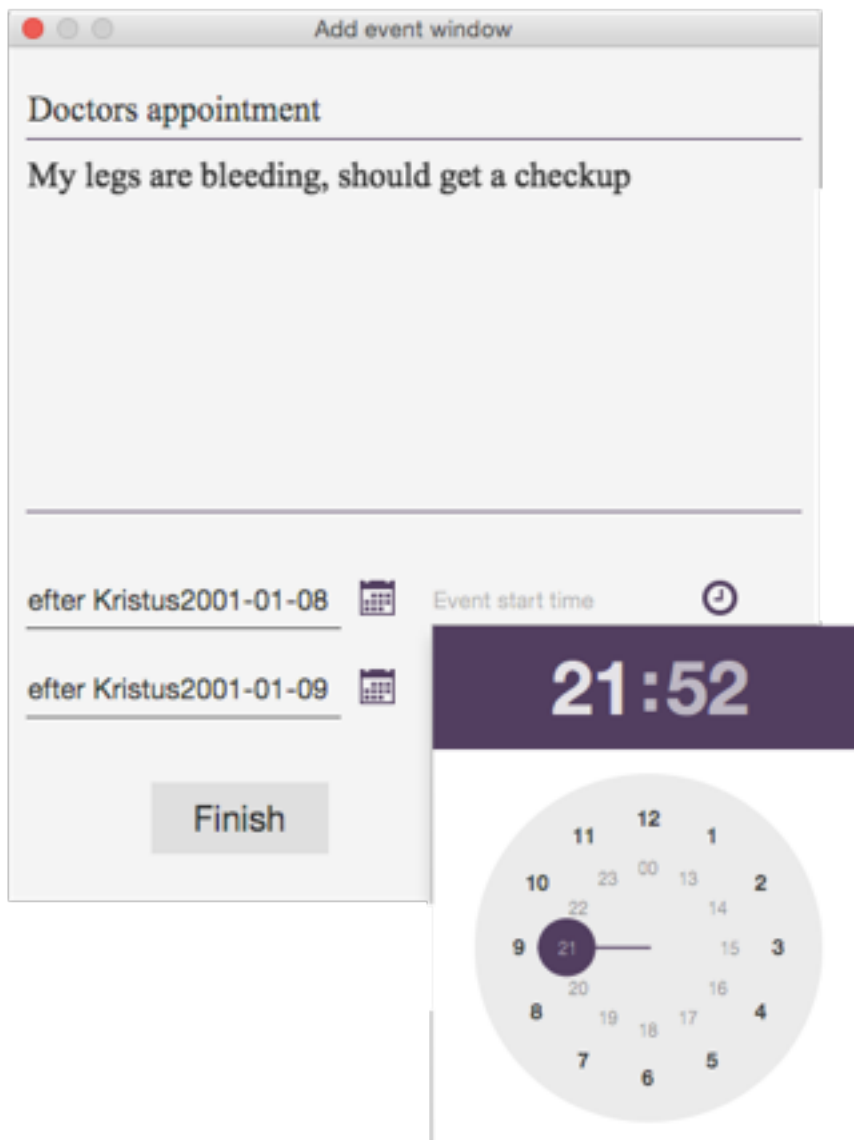 Add event window
Doctors appointment
My legs are bleeding, should get a checkup
efter Kristus2001-01-08
Event start time
efter Kristus2001-01-09
21:52
Finish
12
11 1
00
23 13
10 2
22 14
9 21 15 3
20 16
8 4
19 17
18
7 5
6